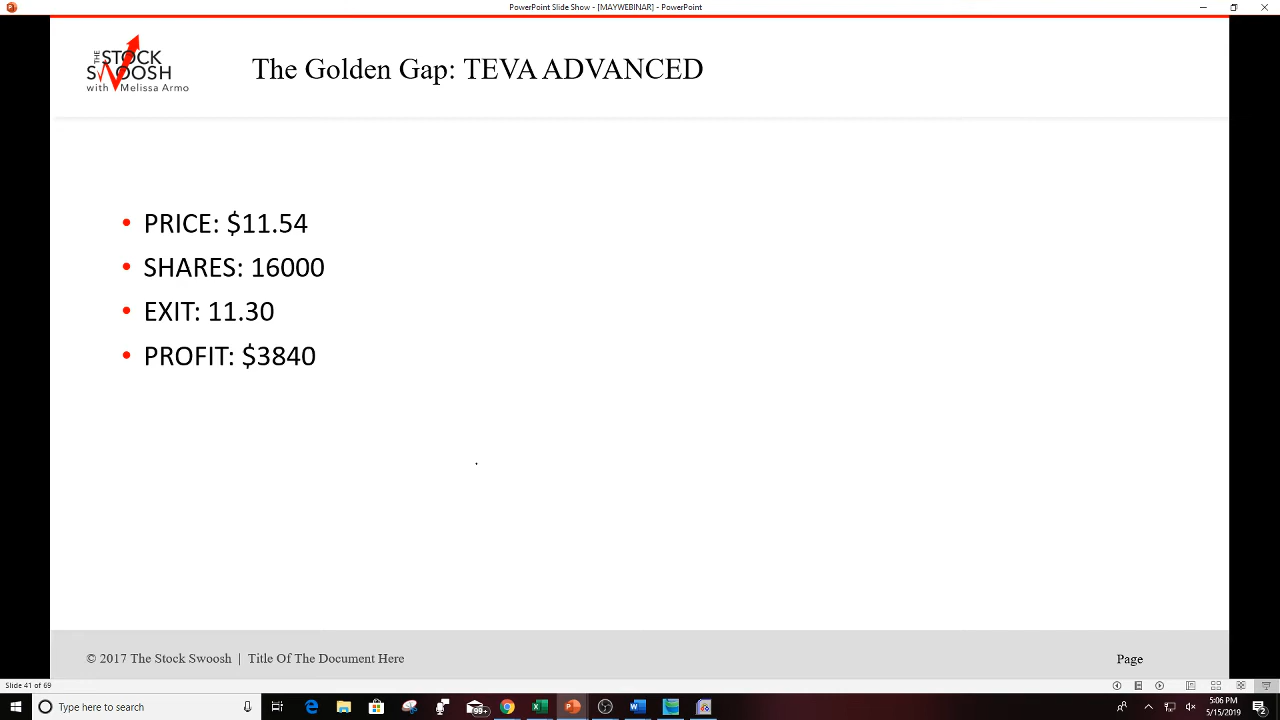 PowerPoint Slide Show - [MAYWEBINAR] - PowerPoint
THE STOCK
SWOOSH
with Melissa Armo
The Golden Gap: TEVA ADVANCED
• PRICE: $11.54
• SHARES: 16000
• EXIT: 11.30
• PROFIT: $3840
© 2017 The Stock Swoosh | Title Of The Document Here
Page
Slide 41 of 69
Type here to search
99+
5:06 PM
5/15/2019
2